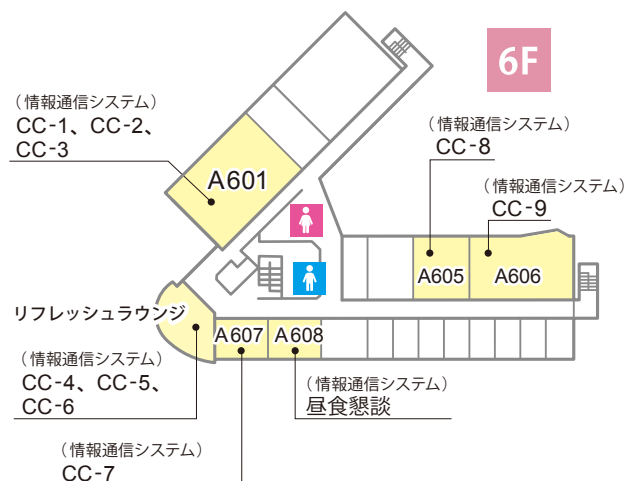 6F
（情報通信システム）
CC-1、CC-2、
CC-3
A601
（情報通信システム）
CC-8
（情報通信システム）
CC-9
A605
A606
リフレッシュラウンジ
A607
A608
（情報通信システム）
CC-4、CC-5、
CC-6
（情報通信システム）
昼食懇談
（情報通信システム）
CC-7